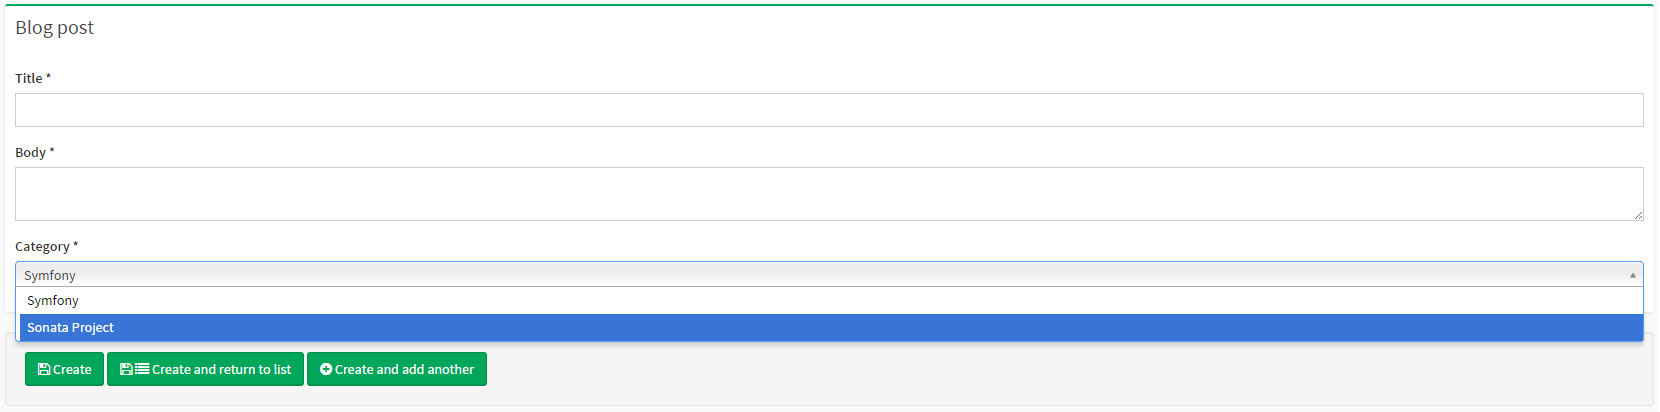 Blog post
Title *
Body *
Category *
Symfony
Symfony
Sonata Project
Create Create and return to list Create and add another